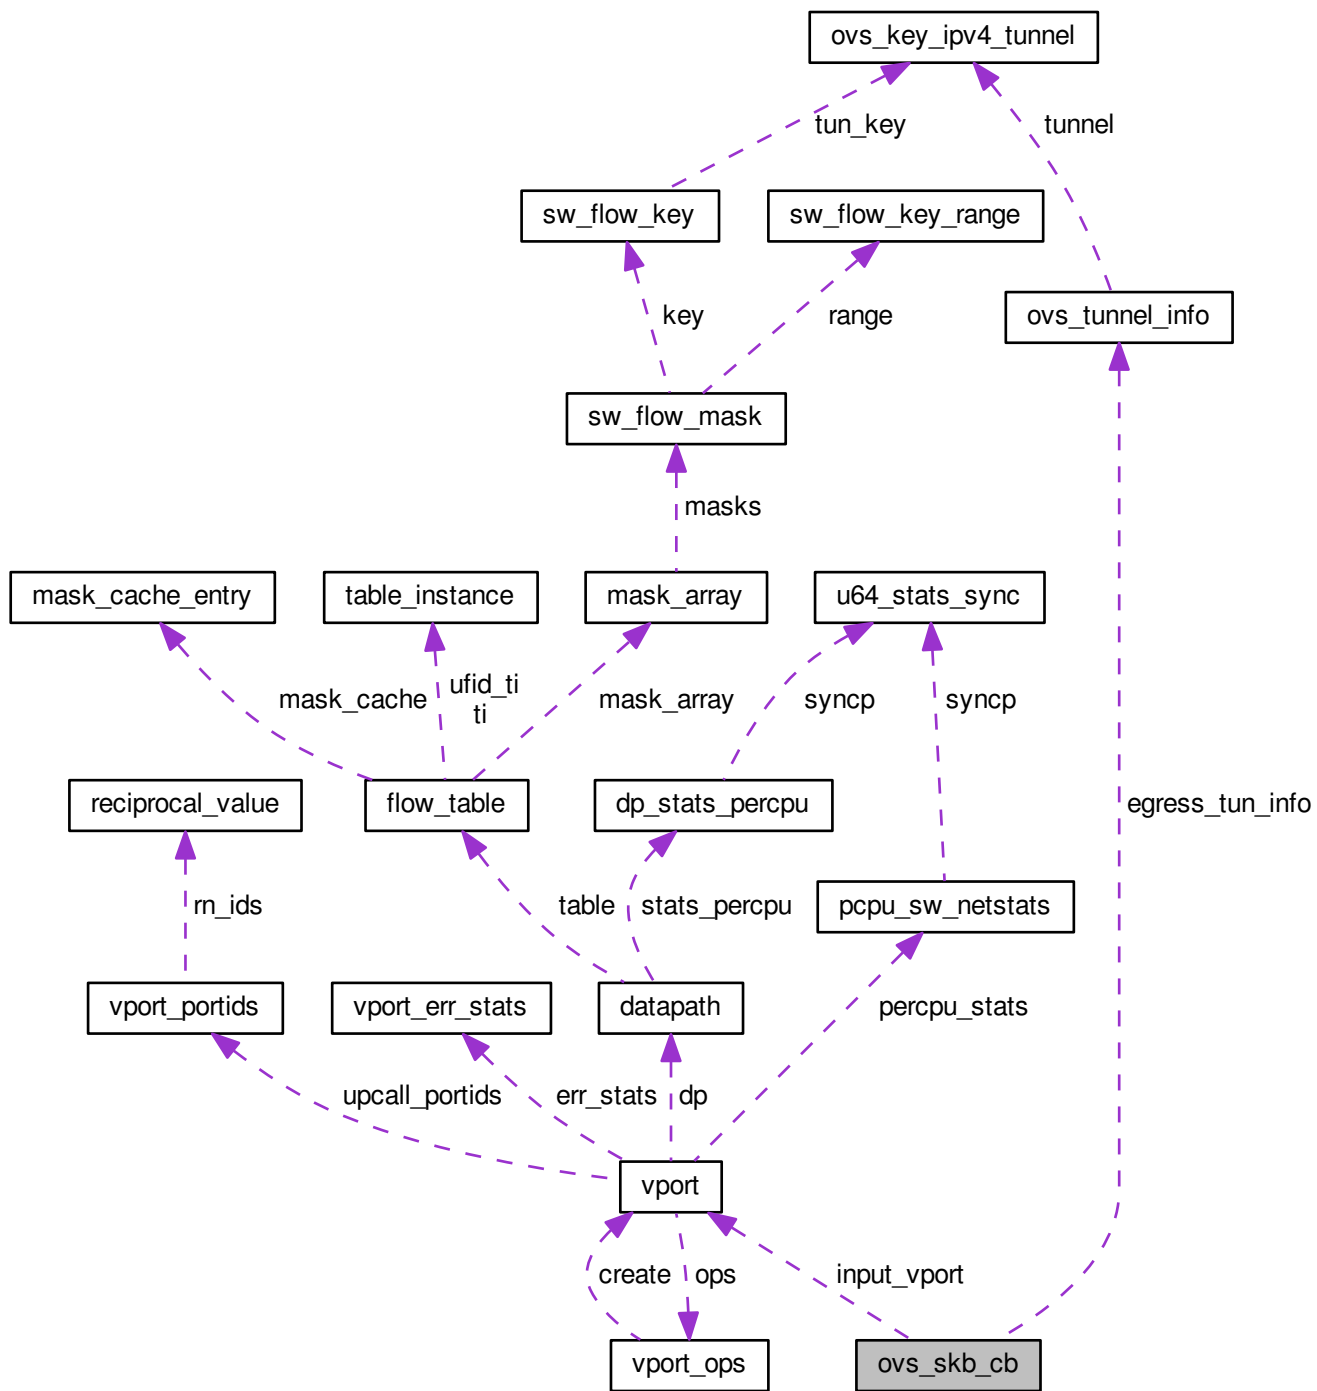 ovs_key_ipv4_tunnel
tun_key
tunnel
sw_flow_key
sw_flow_key_range
key
range
ovs_tunnel_info
sw_flow_mask
masks
mask_cache_entry
table_instance
mask_array
u64_stats_sync
mask_cache
ufid_ti
ti
mask_array
syncp
syncp
reciprocal_value
flow_table
dp_stats_percpu
egress_tun_info
rn_ids
table
stats_percpu
pcpu_sw_netstats
vport_portids
vport_err_stats
datapath
percpu_stats
upcall_portids
err_stats
dp
vport
create
ops
input_vport
vport_ops
ovs_skb_cb